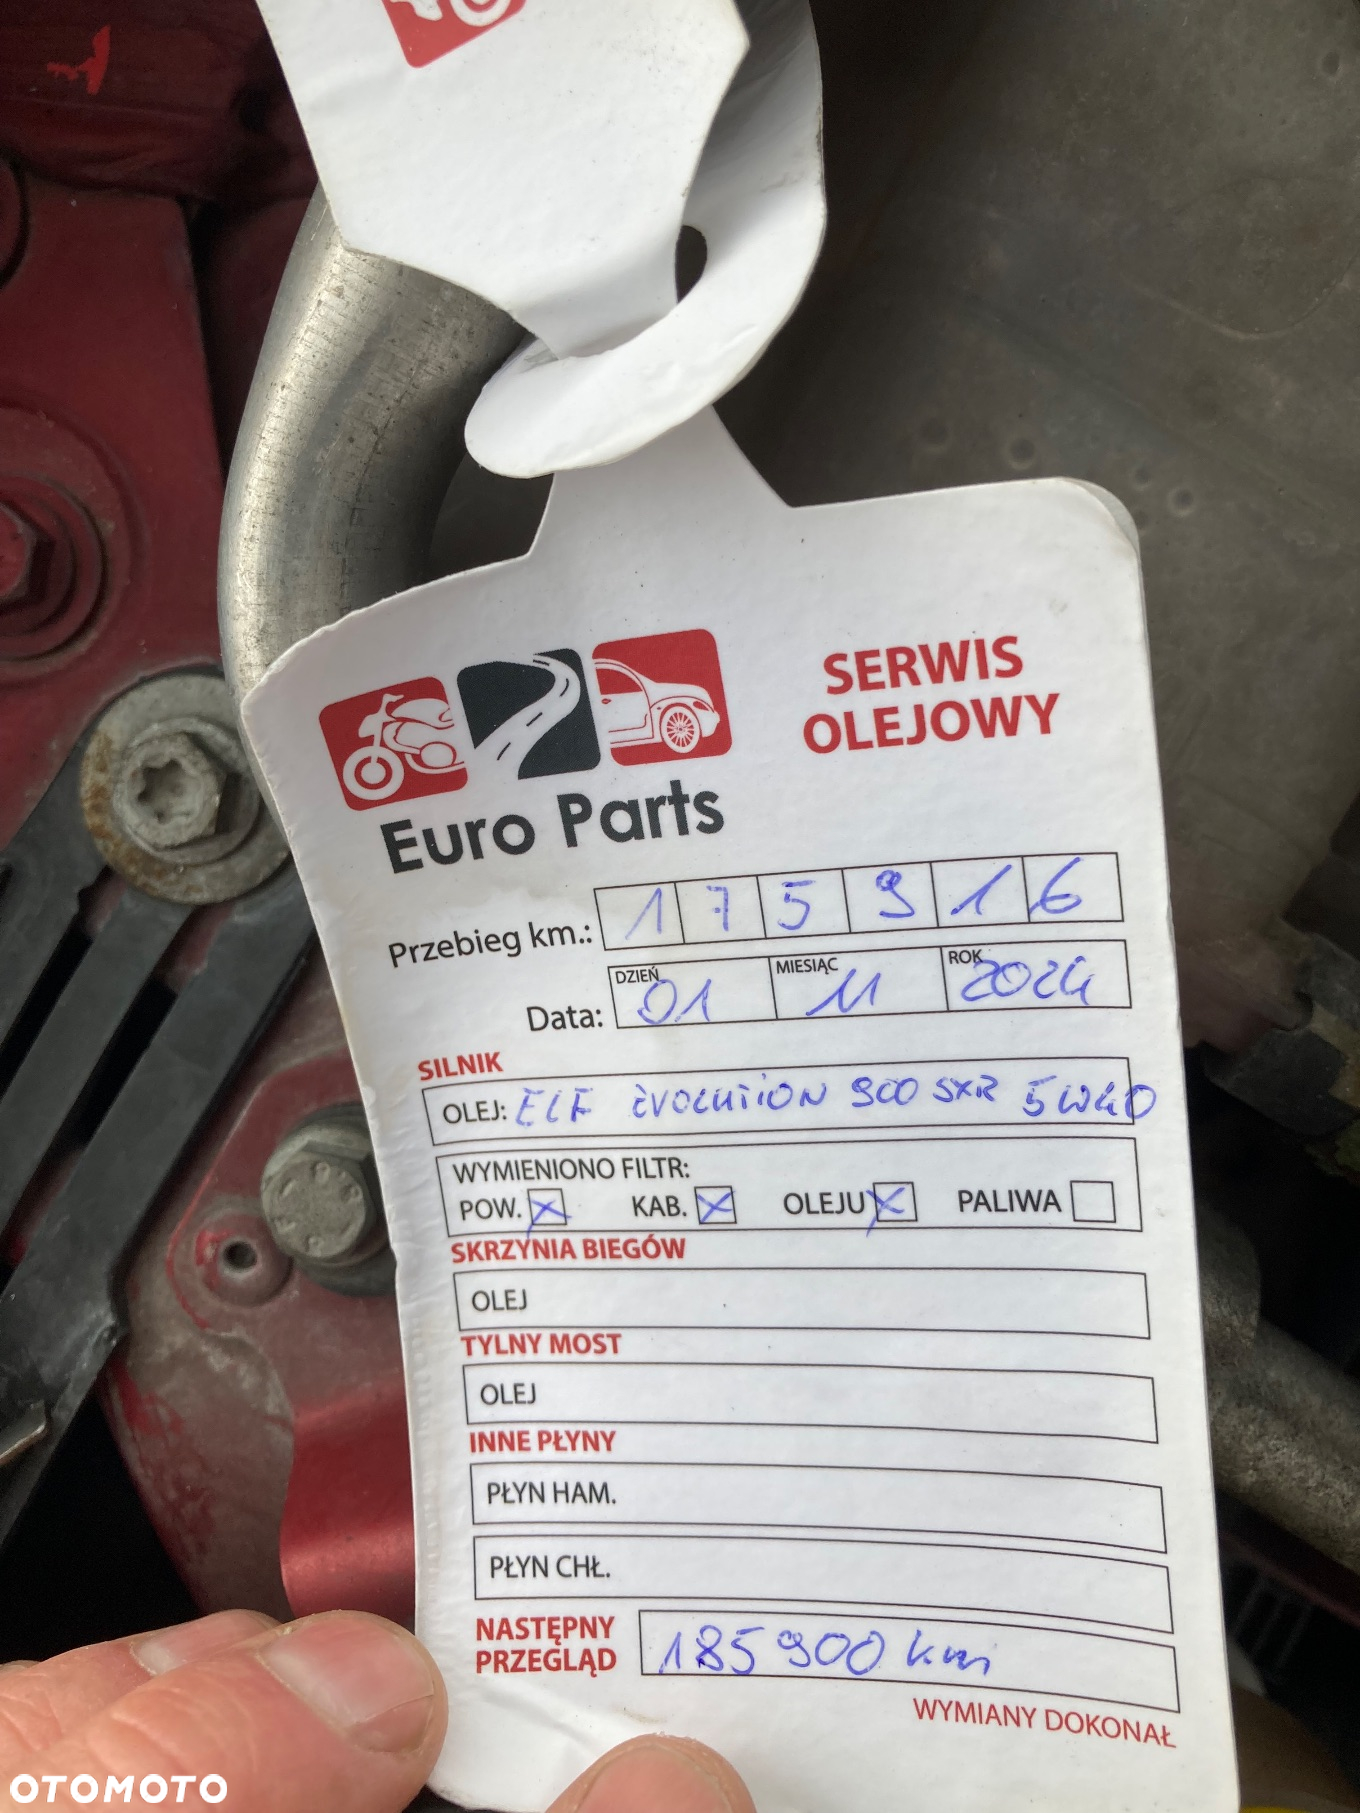 SERWIS
OLEJOWY
Euro Parts
Przebieg km.: 175916
DZIEŃ MIESIĄC ROK
Data: 01 11 2024
SILNIK
OLEJ: ELF EVOLUTION 900 SXR 5W40
WYMIENIONO FILTR:
POW. X KAB. X OLEJU X PALIWA
SKRZYNIA BIEGÓW
OLEJ
TYLNY MOST
OLEJ
INNE PŁYNY
PŁYN HAM.
PŁYN CHŁ.
NASTĘPNY
PRZEGLĄD 185900 km
WYMIANY DOKONAŁ
OTOMOTO